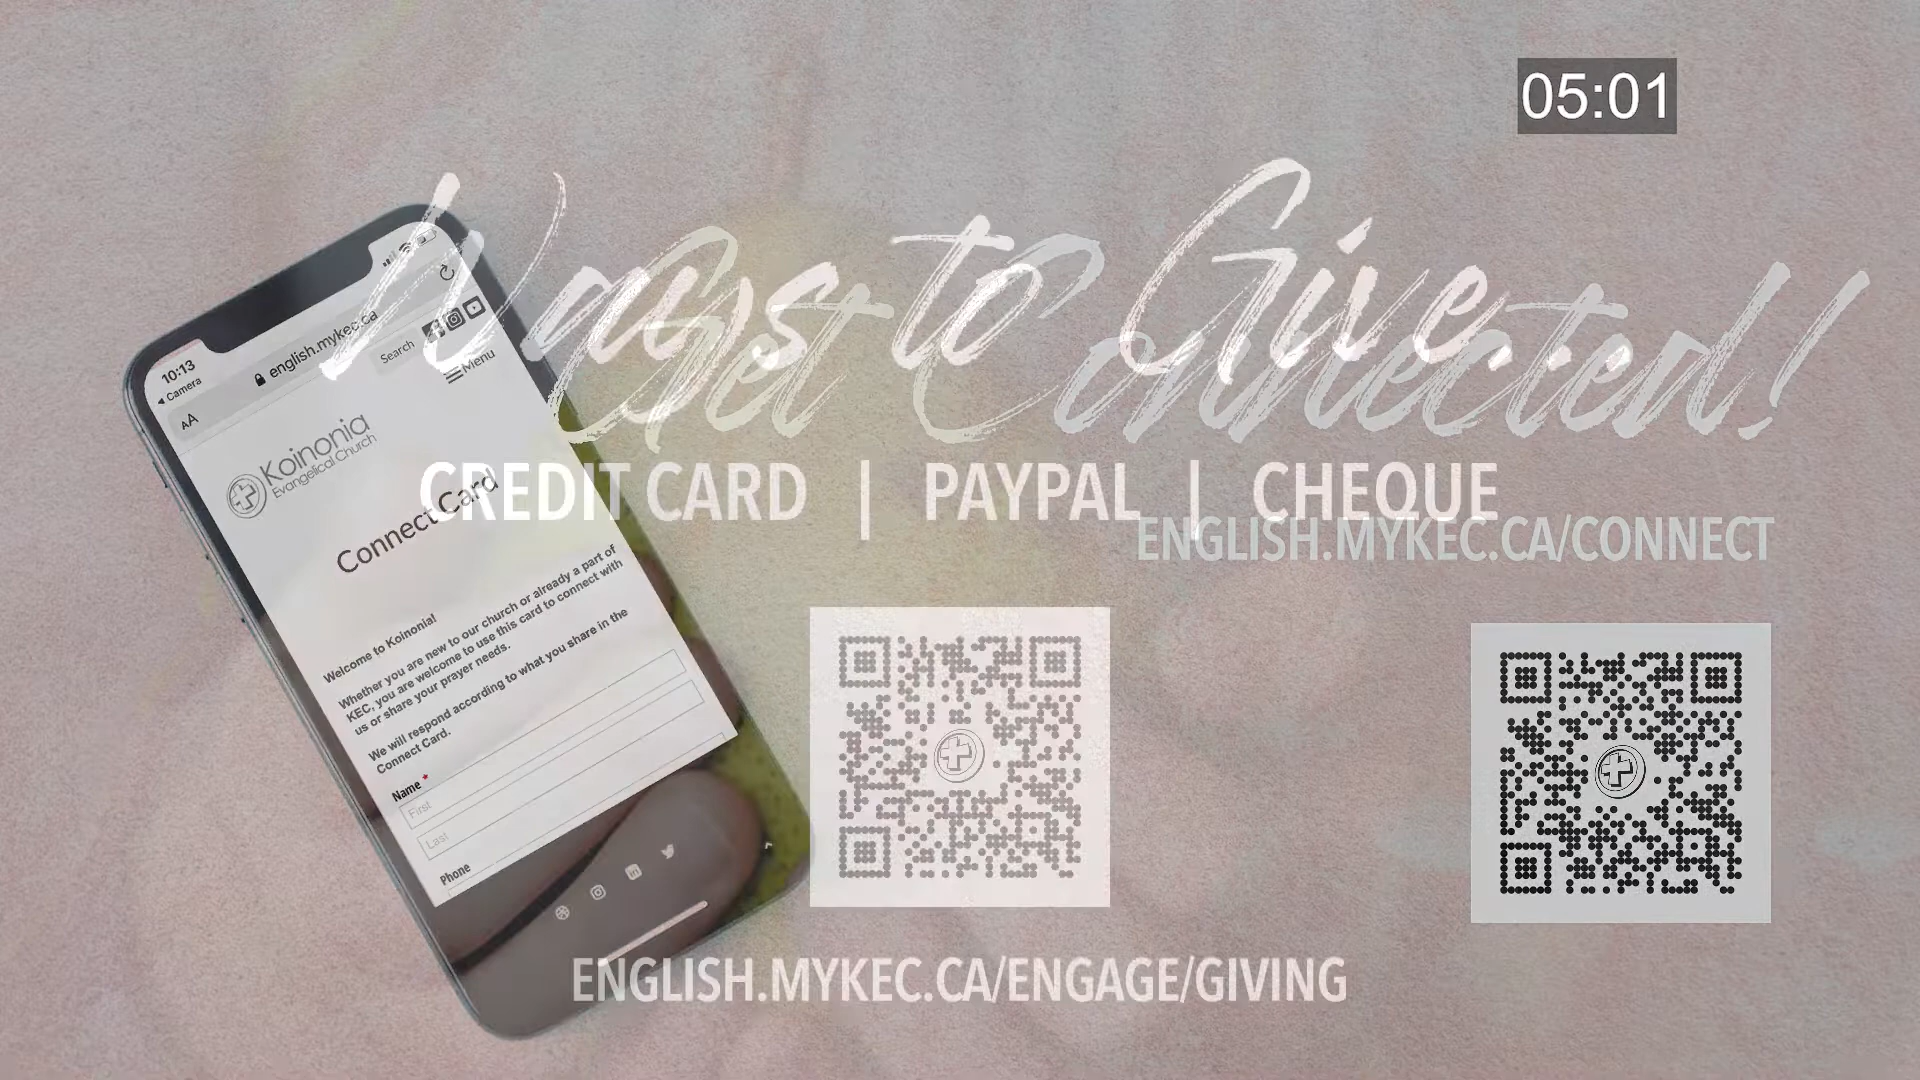 05:01
Ways to Give
Get Connected!
CREDIT CARD | PAYPAL | CHEQUE
ENGLISH.MYKEC.CA/CONNECT
ENGLISH.MYKEC.CA/ENGAGE/GIVING
10:13
Camera
AA
english.mykec.ca
Search
Menu
Koinonia
Evangelical Church
Connect Card
Welcome to Koinonia!
Whether you are new to our church or already a part of
KEC, you are welcome to use this card to connect with
us or share your prayer needs.
We will respond according to what you share in the
Connect Card.
Name *
First
Last
Phone